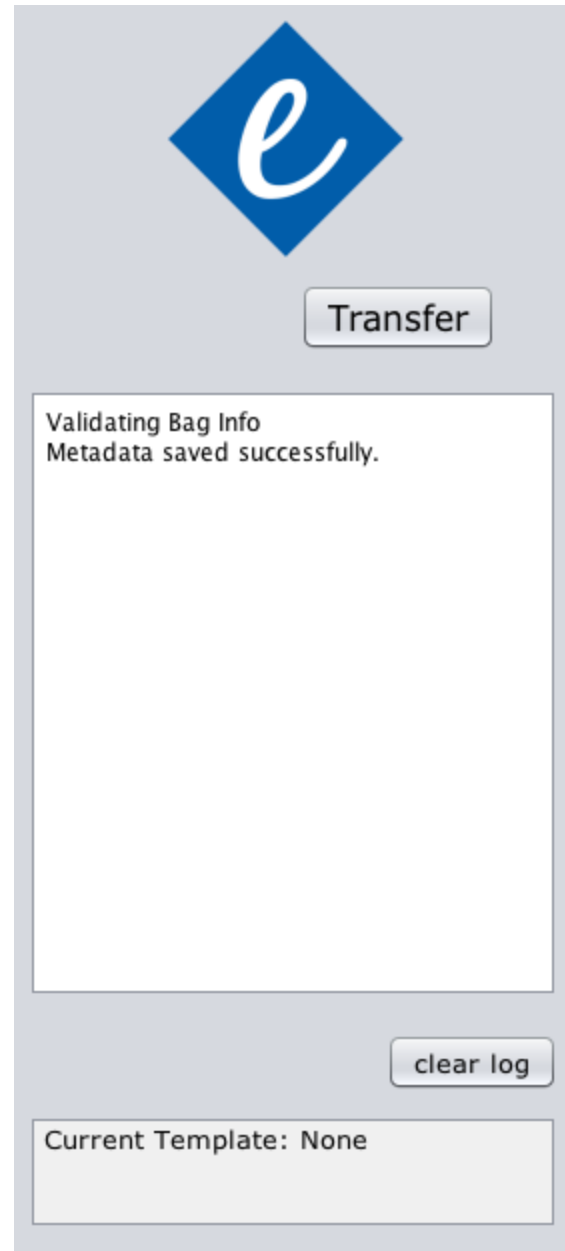 e
Transfer
Validating Bag Info
Metadata saved successfully.
clear log
Current Template: None